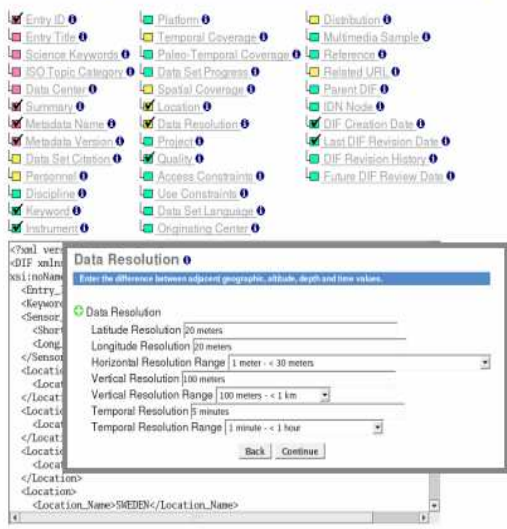 Entry ID
Entry Title
Science Keywords
ISO Topic Category
Data Center
Summary
Metadata Name
Metadata Version
Data Set Citation
Personnel
Discipline
Keyword
Instrument
Platform
Temporal Coverage
Paleo-Temporal Coverage
Data Set Progress
Spatial Coverage
Location
Data Resolution
Project
Quality
Access Constraints
Use Constraints
Data Set Language
Originating Center
Distribution
Multimedia Sample
Reference
Related URL
Parent DIF
IDN Node
DIF Creation Date
Last DIF Revision Date
DIF Revision History
Future DIF Review Date
<?xml vers
<DIF xmlns
xsi:noName
<Entry_
<Keyword
<Sensor_
<Short
<Long_
</Sensor
<Locatio
<Locat
</Locati
<Locatio
<Locat
</Locati
<Locatio
<Locat
</Location>
<Location>
<Location_Name>SWEDEN</Location_Name>
Data Resolution
Enter the difference between adjacent geographic, altitude, depth and time values.
Data Resolution
Latitude Resolution 20 meters
Longitude Resolution 20 meters
Horizontal Resolution Range 1 meter - < 30 meters
Vertical Resolution 100 meters
Vertical Resolution Range 100 meters - < 1 km
Temporal Resolution 5 minutes
Temporal Resolution Range 1 minute - < 1 hour
Back Continue